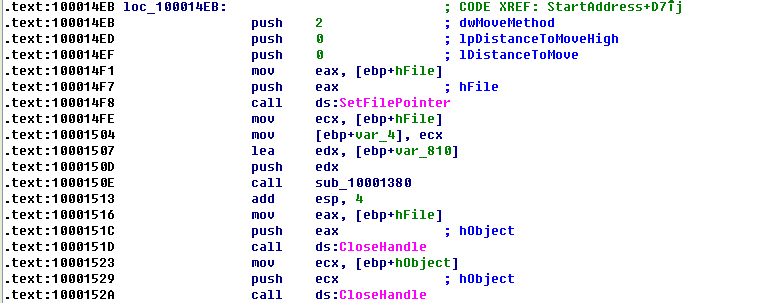 .text:100014EB loc_100014EB: ; CODE XREF: StartAddress+D7↑j
.text:100014EB push 2 ; dwMoveMethod
.text:100014ED push 0 ; lpDistanceToMoveHigh
.text:100014EF push 0 ; lDistanceToMove
.text:100014F1 mov eax, [ebp+hFile]
.text:100014F7 push eax ; hFile
.text:100014F8 call ds:SetFilePointer
.text:100014FE mov ecx, [ebp+hFile]
.text:10001504 mov [ebp+var_4], ecx
.text:10001507 lea edx, [ebp+var_810]
.text:1000150D push edx
.text:1000150E call sub_10001380
.text:10001513 add esp, 4
.text:10001516 mov eax, [ebp+hFile]
.text:1000151C push eax ; hObject
.text:1000151D call ds:CloseHandle
.text:10001523 mov ecx, [ebp+hObject]
.text:10001529 push ecx ; hObject
.text:1000152A call ds:CloseHandle